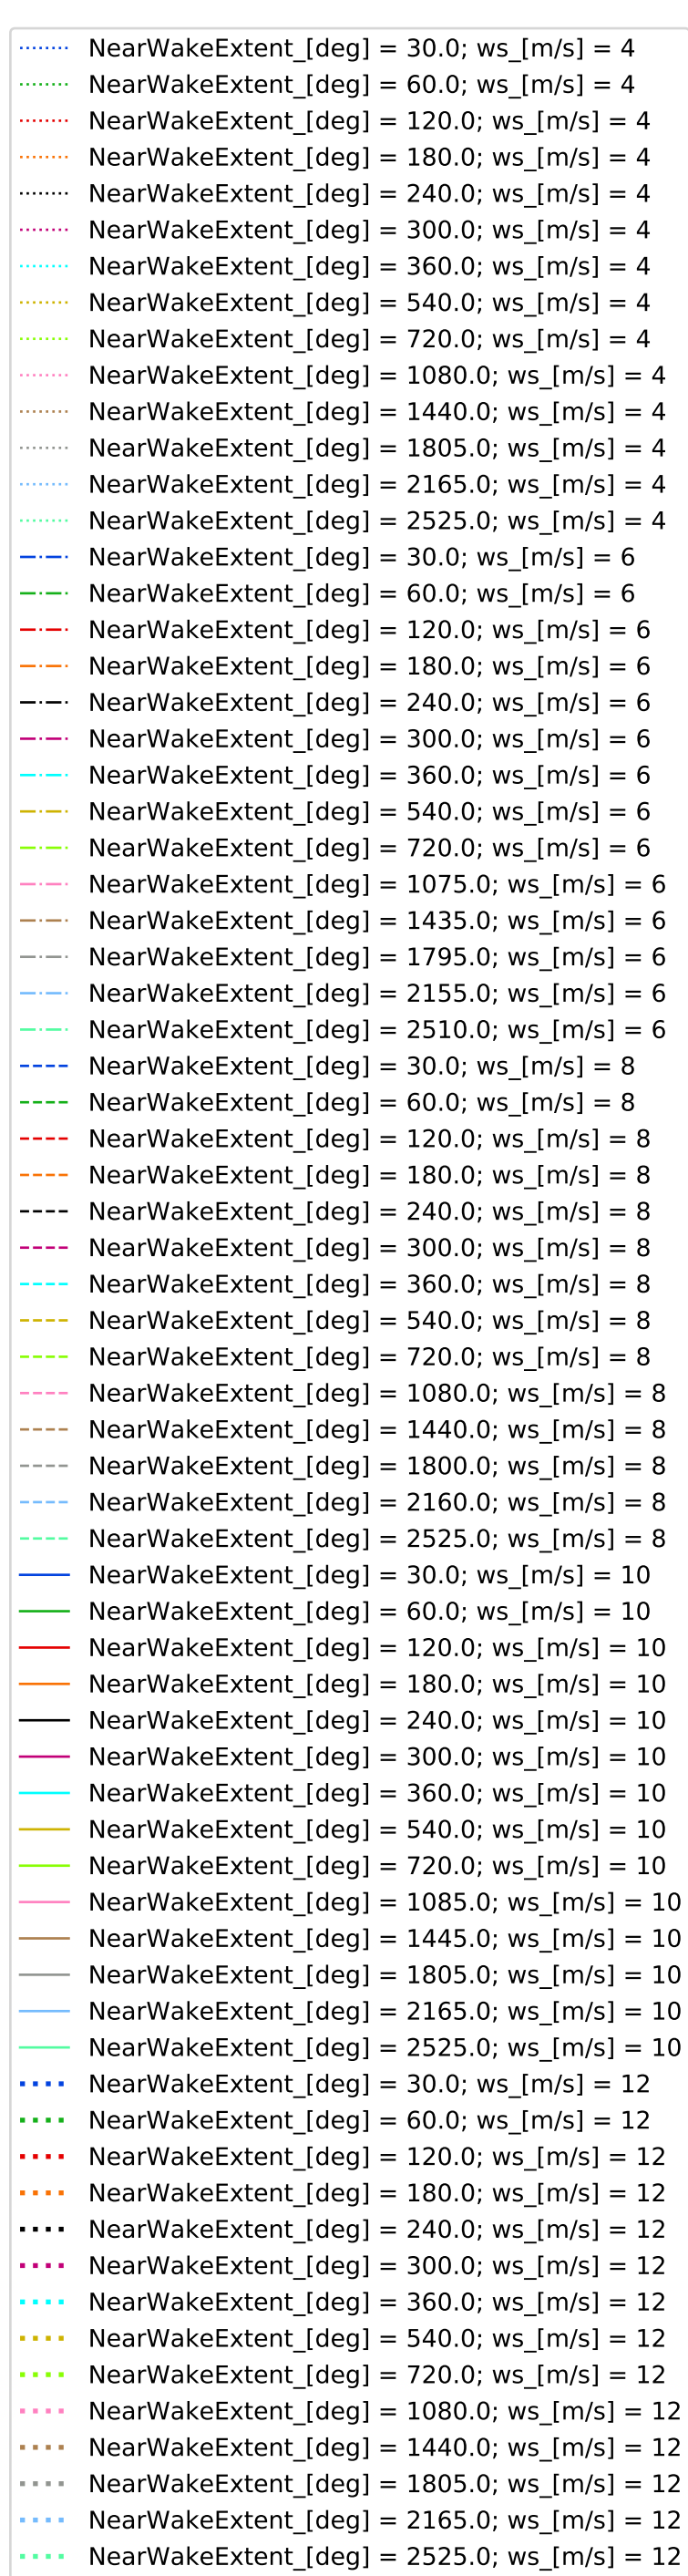 NearWakeExtent_[deg] = 30.0; ws_[m/s] = 4
NearWakeExtent_[deg] = 60.0; ws_[m/s] = 4
NearWakeExtent_[deg] = 120.0; ws_[m/s] = 4
NearWakeExtent_[deg] = 180.0; ws_[m/s] = 4
NearWakeExtent_[deg] = 240.0; ws_[m/s] = 4
NearWakeExtent_[deg] = 300.0; ws_[m/s] = 4
NearWakeExtent_[deg] = 360.0; ws_[m/s] = 4
NearWakeExtent_[deg] = 540.0; ws_[m/s] = 4
NearWakeExtent_[deg] = 720.0; ws_[m/s] = 4
NearWakeExtent_[deg] = 1080.0; ws_[m/s] = 4
NearWakeExtent_[deg] = 1440.0; ws_[m/s] = 4
NearWakeExtent_[deg] = 1805.0; ws_[m/s] = 4
NearWakeExtent_[deg] = 2165.0; ws_[m/s] = 4
NearWakeExtent_[deg] = 2525.0; ws_[m/s] = 4
NearWakeExtent_[deg] = 30.0; ws_[m/s] = 6
NearWakeExtent_[deg] = 60.0; ws_[m/s] = 6
NearWakeExtent_[deg] = 120.0; ws_[m/s] = 6
NearWakeExtent_[deg] = 180.0; ws_[m/s] = 6
NearWakeExtent_[deg] = 240.0; ws_[m/s] = 6
NearWakeExtent_[deg] = 300.0; ws_[m/s] = 6
NearWakeExtent_[deg] = 360.0; ws_[m/s] = 6
NearWakeExtent_[deg] = 540.0; ws_[m/s] = 6
NearWakeExtent_[deg] = 720.0; ws_[m/s] = 6
NearWakeExtent_[deg] = 1075.0; ws_[m/s] = 6
NearWakeExtent_[deg] = 1435.0; ws_[m/s] = 6
NearWakeExtent_[deg] = 1795.0; ws_[m/s] = 6
NearWakeExtent_[deg] = 2155.0; ws_[m/s] = 6
NearWakeExtent_[deg] = 2510.0; ws_[m/s] = 6
NearWakeExtent_[deg] = 30.0; ws_[m/s] = 8
NearWakeExtent_[deg] = 60.0; ws_[m/s] = 8
NearWakeExtent_[deg] = 120.0; ws_[m/s] = 8
NearWakeExtent_[deg] = 180.0; ws_[m/s] = 8
NearWakeExtent_[deg] = 240.0; ws_[m/s] = 8
NearWakeExtent_[deg] = 300.0; ws_[m/s] = 8
NearWakeExtent_[deg] = 360.0; ws_[m/s] = 8
NearWakeExtent_[deg] = 540.0; ws_[m/s] = 8
NearWakeExtent_[deg] = 720.0; ws_[m/s] = 8
NearWakeExtent_[deg] = 1080.0; ws_[m/s] = 8
NearWakeExtent_[deg] = 1440.0; ws_[m/s] = 8
NearWakeExtent_[deg] = 1800.0; ws_[m/s] = 8
NearWakeExtent_[deg] = 2160.0; ws_[m/s] = 8
NearWakeExtent_[deg] = 2525.0; ws_[m/s] = 8
NearWakeExtent_[deg] = 30.0; ws_[m/s] = 10
NearWakeExtent_[deg] = 60.0; ws_[m/s] = 10
NearWakeExtent_[deg] = 120.0; ws_[m/s] = 10
NearWakeExtent_[deg] = 180.0; ws_[m/s] = 10
NearWakeExtent_[deg] = 240.0; ws_[m/s] = 10
NearWakeExtent_[deg] = 300.0; ws_[m/s] = 10
NearWakeExtent_[deg] = 360.0; ws_[m/s] = 10
NearWakeExtent_[deg] = 540.0; ws_[m/s] = 10
NearWakeExtent_[deg] = 720.0; ws_[m/s] = 10
NearWakeExtent_[deg] = 1085.0; ws_[m/s] = 10
NearWakeExtent_[deg] = 1445.0; ws_[m/s] = 10
NearWakeExtent_[deg] = 1805.0; ws_[m/s] = 10
NearWakeExtent_[deg] = 2165.0; ws_[m/s] = 10
NearWakeExtent_[deg] = 2525.0; ws_[m/s] = 10
NearWakeExtent_[deg] = 30.0; ws_[m/s] = 12
NearWakeExtent_[deg] = 60.0; ws_[m/s] = 12
NearWakeExtent_[deg] = 120.0; ws_[m/s] = 12
NearWakeExtent_[deg] = 180.0; ws_[m/s] = 12
NearWakeExtent_[deg] = 240.0; ws_[m/s] = 12
NearWakeExtent_[deg] = 300.0; ws_[m/s] = 12
NearWakeExtent_[deg] = 360.0; ws_[m/s] = 12
NearWakeExtent_[deg] = 540.0; ws_[m/s] = 12
NearWakeExtent_[deg] = 720.0; ws_[m/s] = 12
NearWakeExtent_[deg] = 1080.0; ws_[m/s] = 12
NearWakeExtent_[deg] = 1440.0; ws_[m/s] = 12
NearWakeExtent_[deg] = 1805.0; ws_[m/s] = 12
NearWakeExtent_[deg] = 2165.0; ws_[m/s] = 12
NearWakeExtent_[deg] = 2525.0; ws_[m/s] = 12